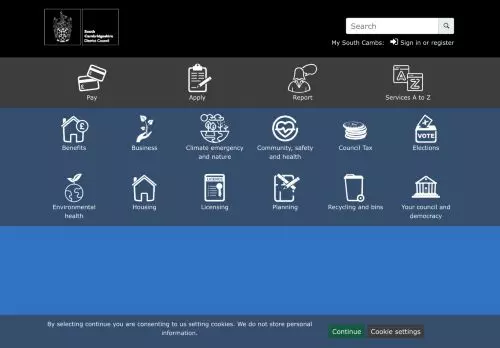 South
Cambridgeshire
District Council
Search
My South Cambs:
Sign in or register
Pay
Apply
Report
Services A to Z
A
Z
Benefits
Business
Climate emergency
and nature
Community, safety
and health
Council Tax
Elections
VOTE
Environmental
health
Housing
Licensing
Planning
Recycling and bins
Your council and
democracy
By selecting continue you are consenting to us setting cookies. We do not store personal
information.
Continue
Cookie settings